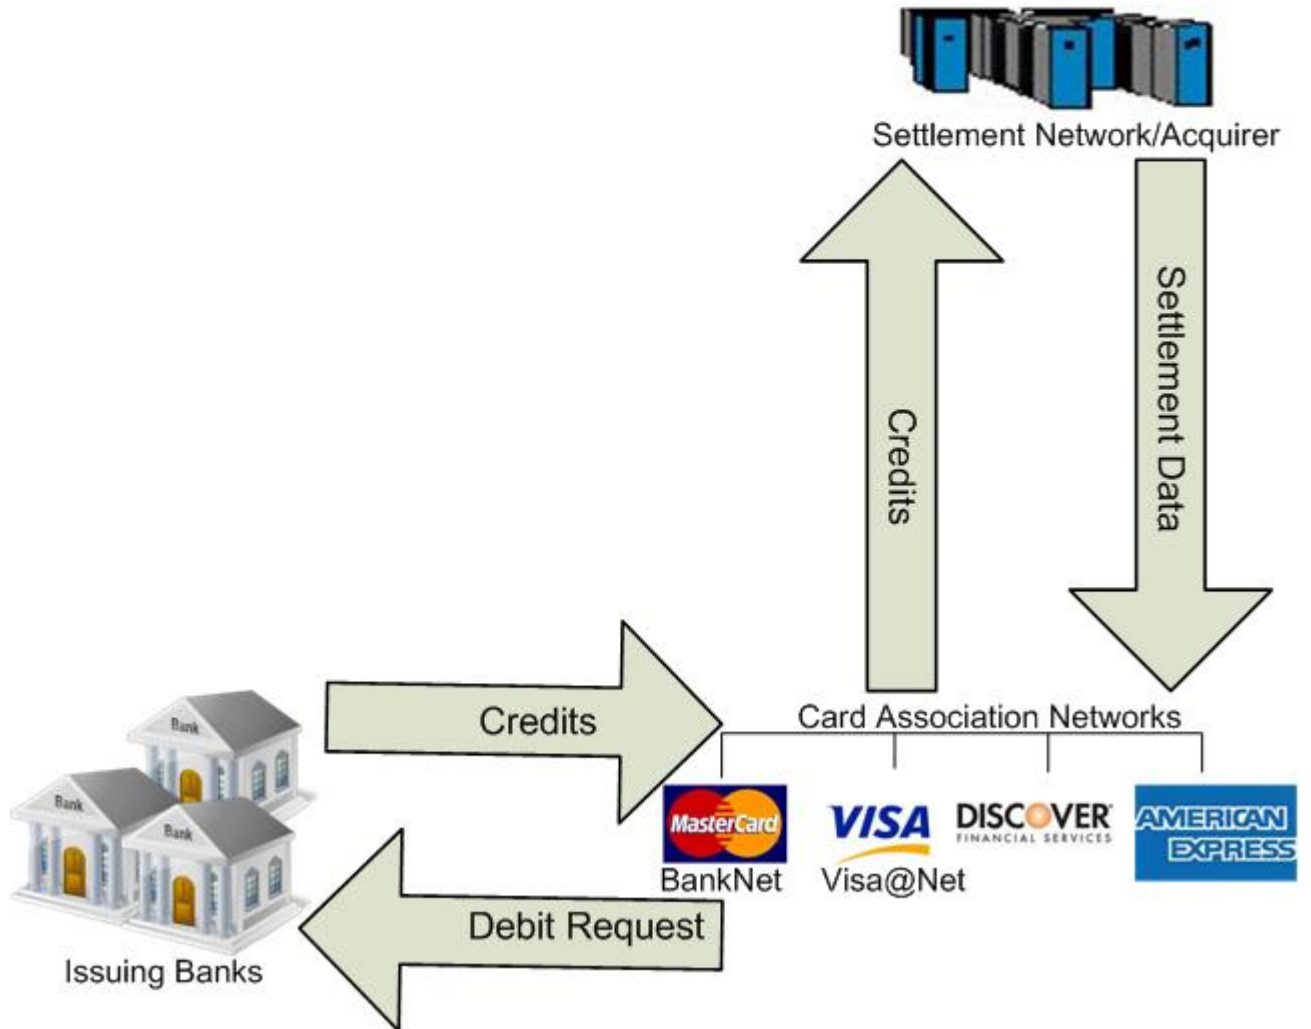 Settlement Network/Acquirer
Credits
Settlement Data
Credits
Card Association Networks
Bank
Bank
Bank
MasterCard
VISA
DISCOVER
FINANCIAL SERVICES
AMERICAN
EXPRESS
BankNet
Visa@Net
Debit Request
Issuing Banks